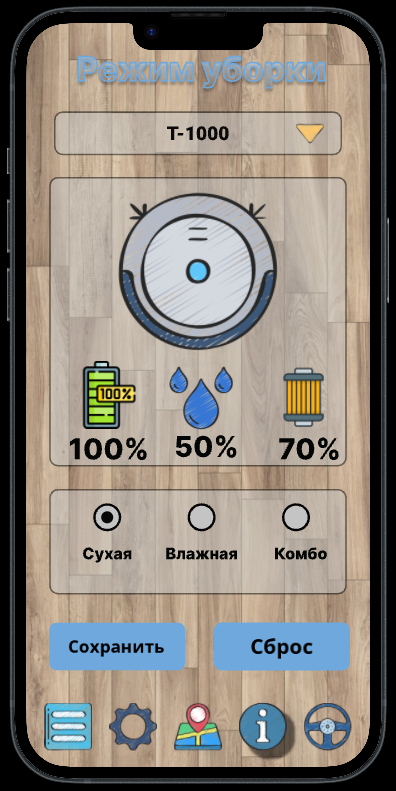 Режим уборки
T-1000
100%
100% 50% 70%
Сухая Влажная Комбо
Сохранить Сброс